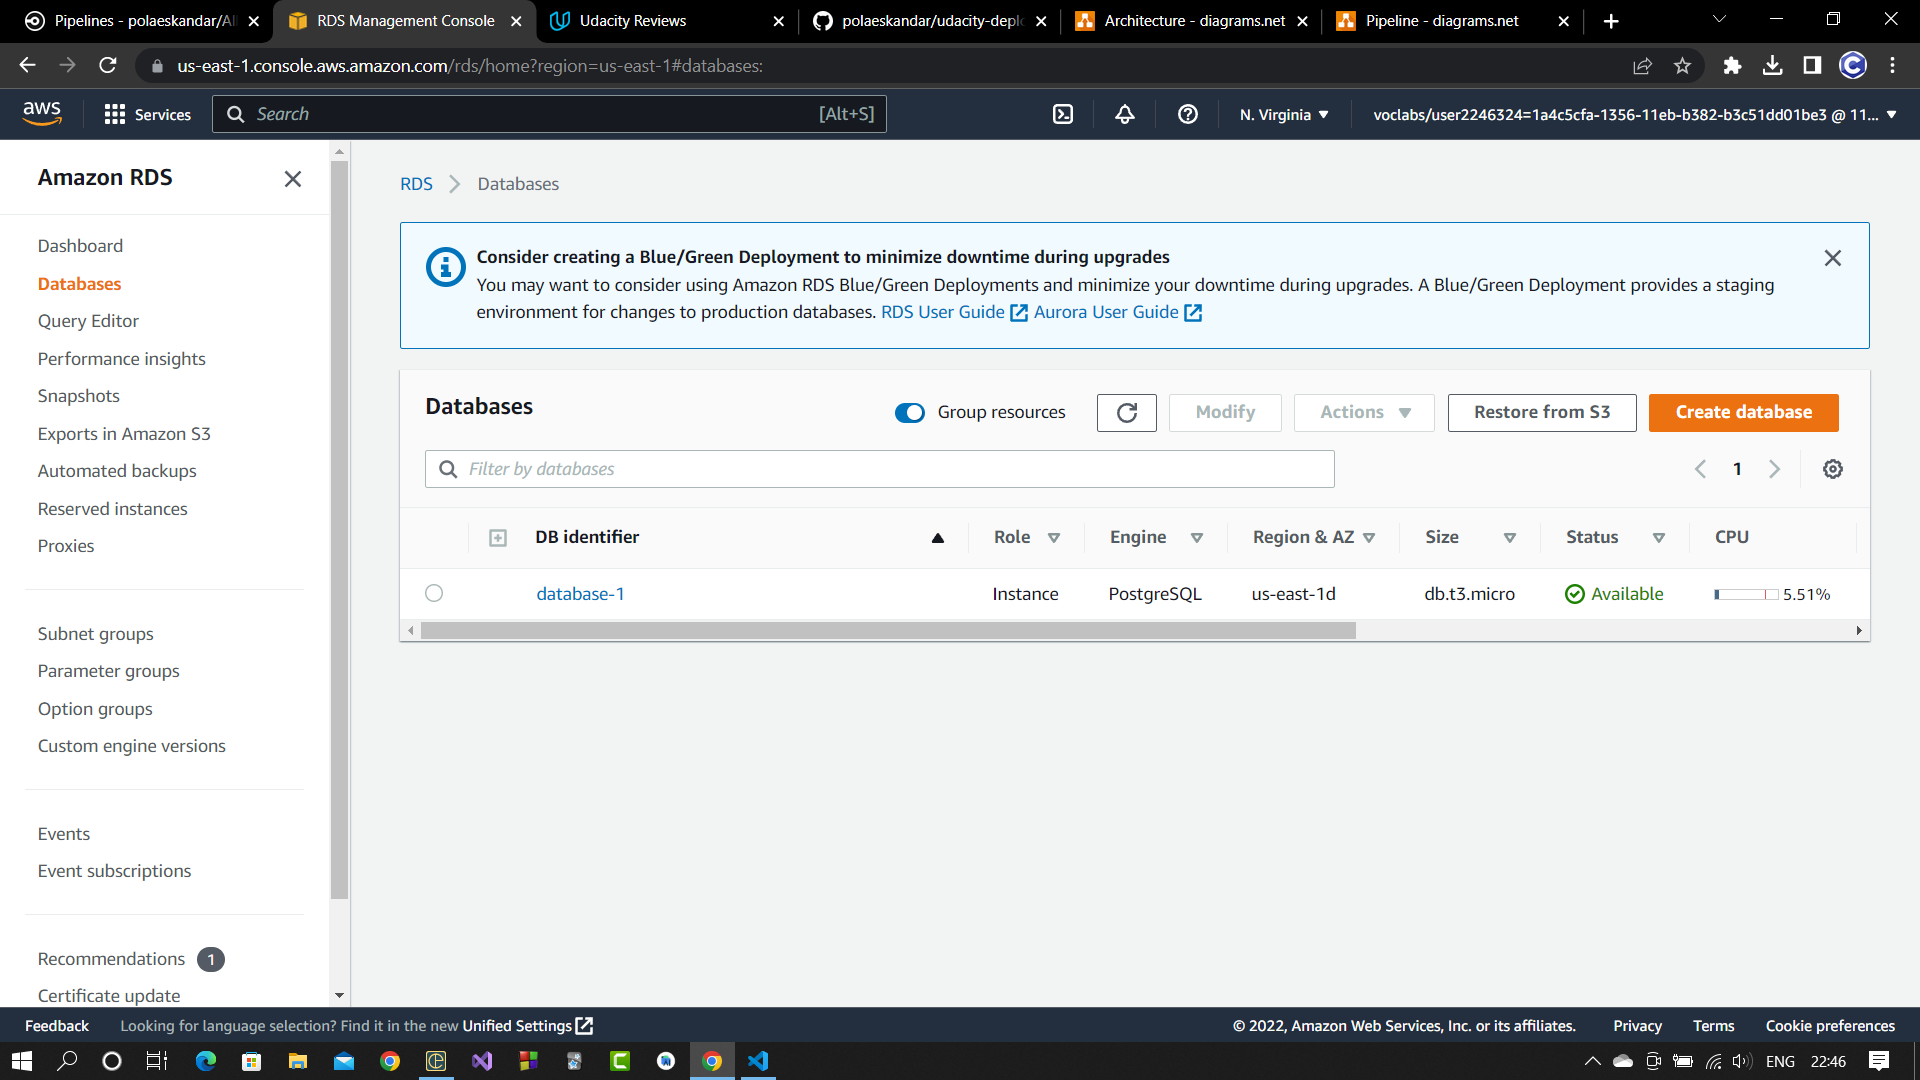 Pipelines - polaeskandar/Al
RDS Management Console
Udacity Reviews
polaeskandar/udacity-depl
Architecture - diagrams.net
Pipeline - diagrams.net
us-east-1.console.aws.amazon.com/rds/home?region=us-east-1#databases:
aws
Services
Search
[Alt+S]
N. Virginia
voclabs/user2246324=1a4c5cfa-1356-11eb-b382-b3c51dd01be3 @ 11...
Amazon RDS
Dashboard
Databases
Query Editor
Performance insights
Snapshots
Exports in Amazon S3
Automated backups
Reserved instances
Proxies
Subnet groups
Parameter groups
Option groups
Custom engine versions
Events
Event subscriptions
Recommendations 1
Certificate update
RDS Databases
Consider creating a Blue/Green Deployment to minimize downtime during upgrades
You may want to consider using Amazon RDS Blue/Green Deployments and minimize your downtime during upgrades. A Blue/Green Deployment provides a staging
environment for changes to production databases. RDS User Guide Aurora User Guide
Databases
Group resources
Modify
Actions
Restore from S3
Create database
Filter by databases
1
DB identifier Role Engine Region & AZ Size Status CPU
database-1 Instance PostgreSQL us-east-1d db.t3.micro Available 5.51%
Feedback
Looking for language selection? Find it in the new Unified Settings
© 2022, Amazon Web Services, Inc. or its affiliates.
Privacy
Terms
Cookie preferences
ENG
22:46